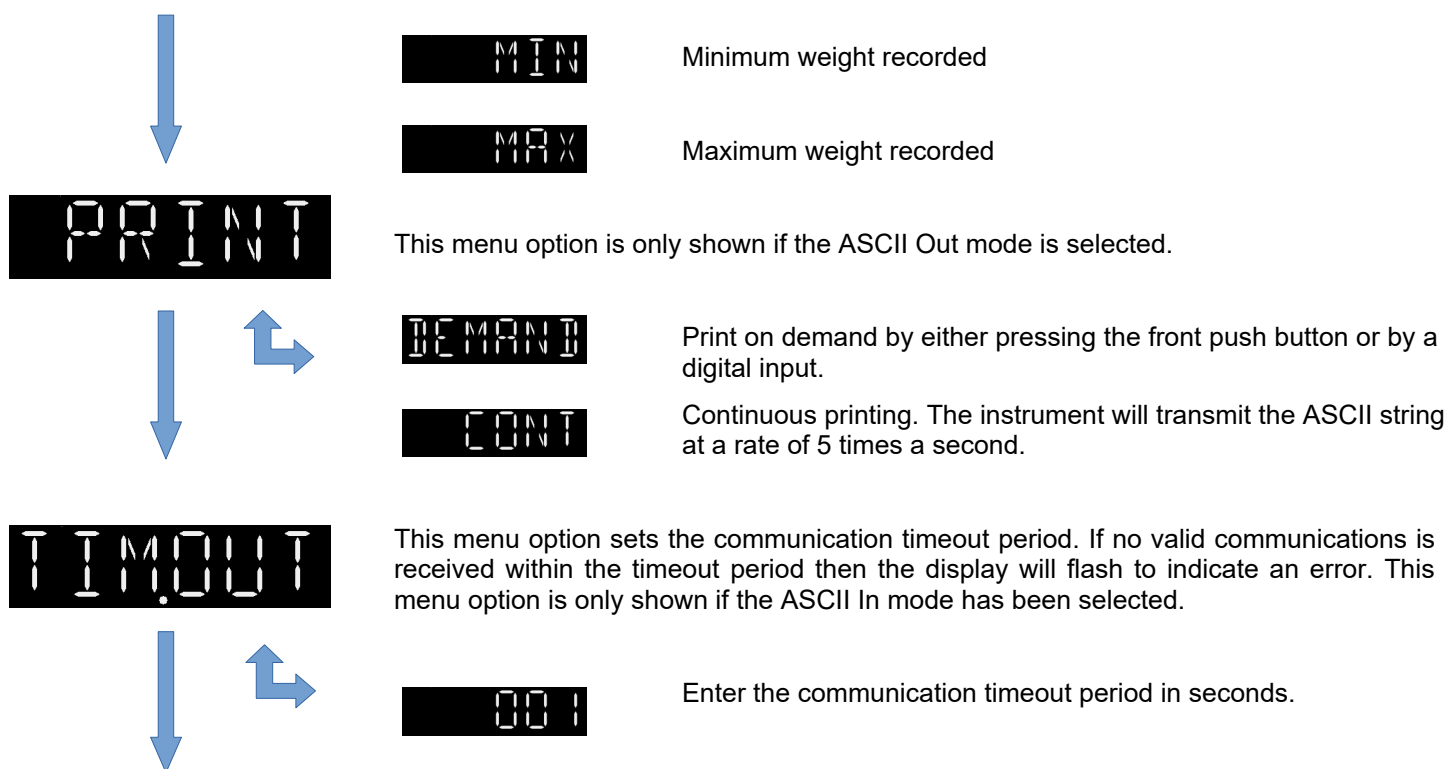 MIN
Minimum weight recorded
MAX
Maximum weight recorded
PRINT
This menu option is only shown if the ASCII Out mode is selected.
DEMAND
Print on demand by either pressing the front push button or by a
digital input.
CONT
Continuous printing. The instrument will transmit the ASCII string
at a rate of 5 times a second.
TIM.OUT
This menu option sets the communication timeout period. If no valid communications is
received within the timeout period then the display will flash to indicate an error. This
menu option is only shown if the ASCII In mode has been selected.
001
Enter the communication timeout period in seconds.